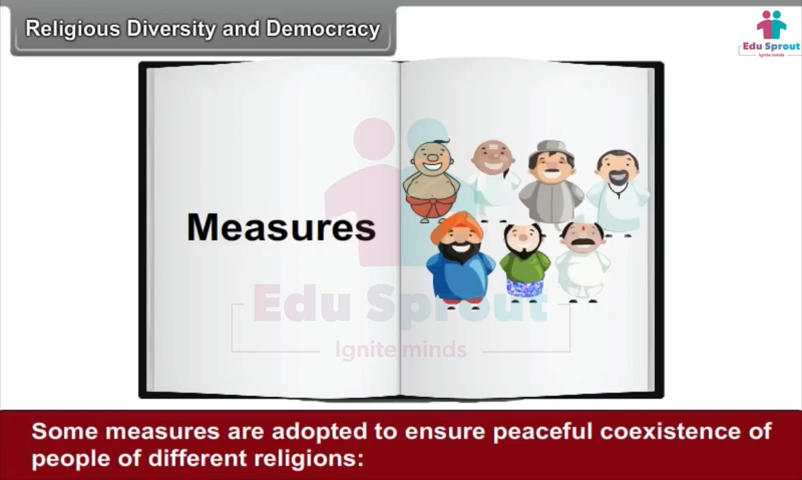 Religious Diversity and Democracy
Edu Sprout
Ignite minds
Measures
Edu Sprout
Ignite minds
Some measures are adopted to ensure peaceful coexistence of
people of different religions: